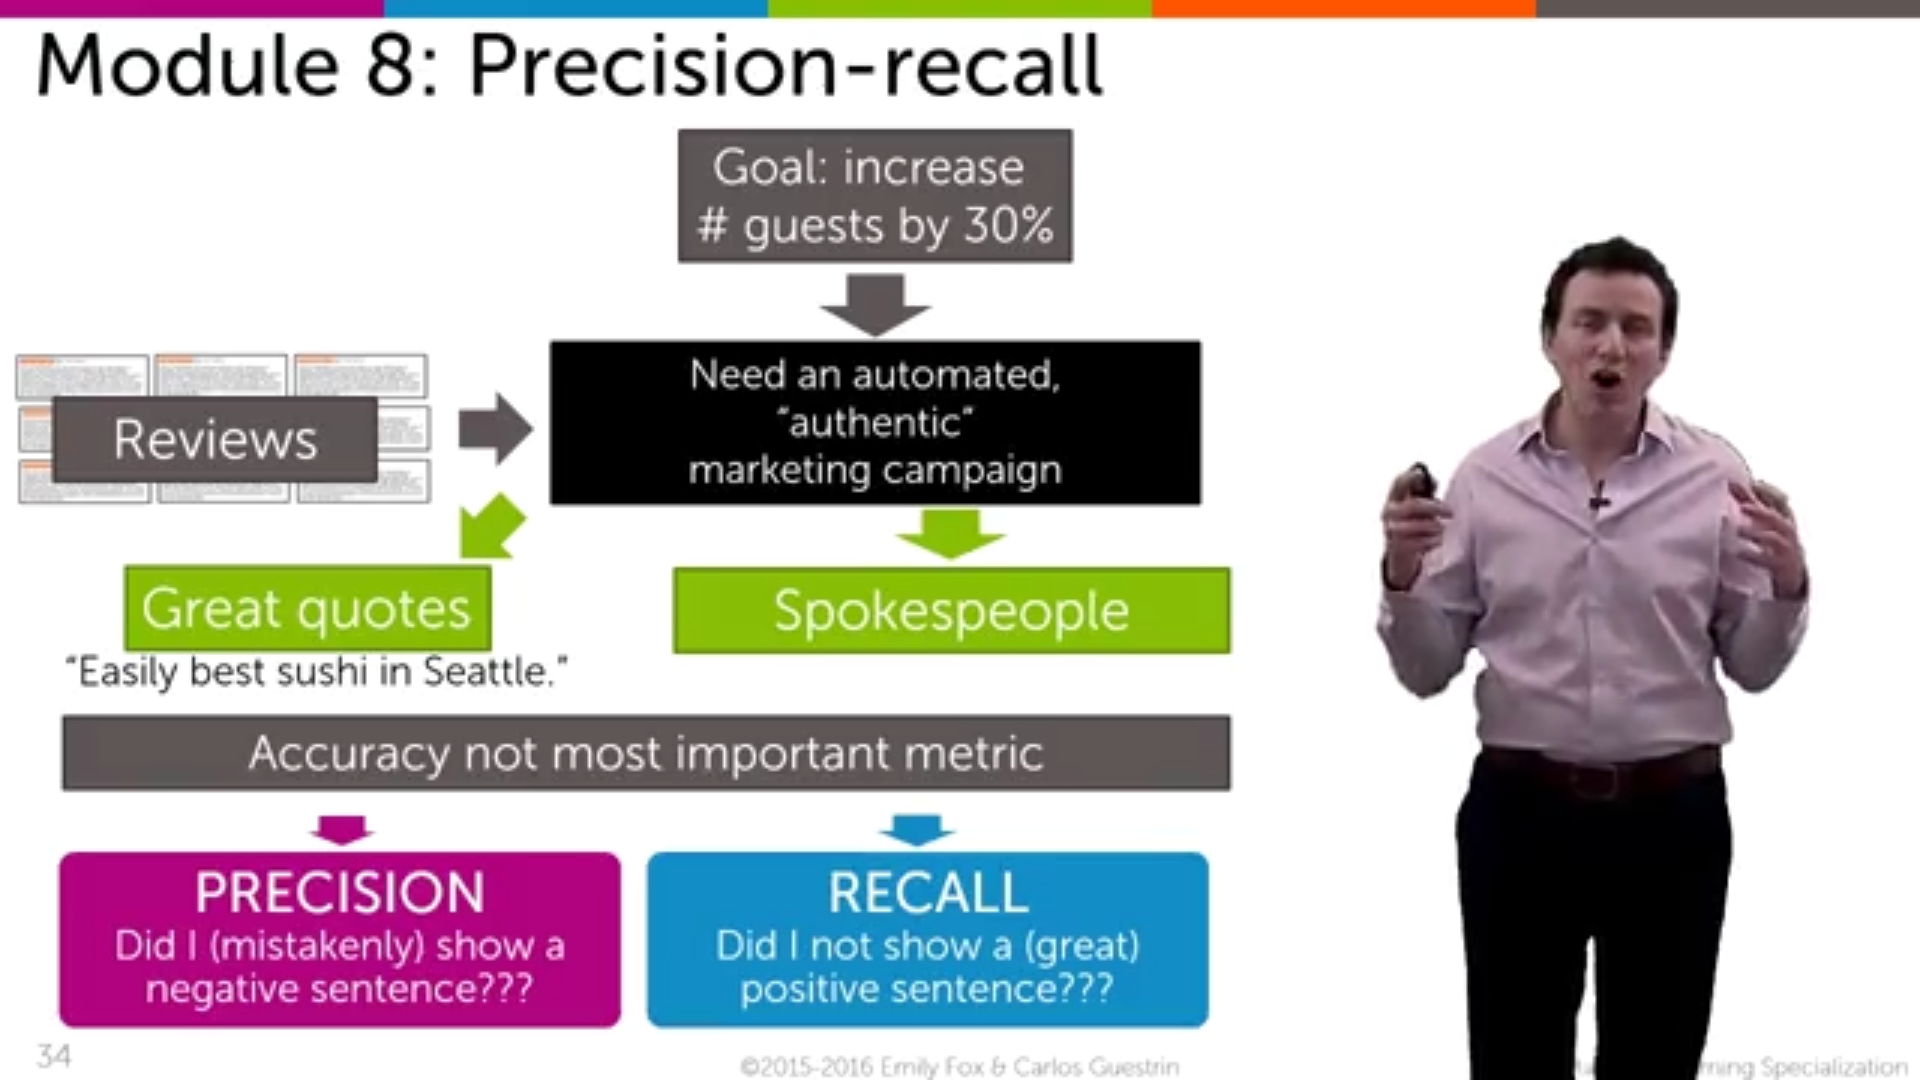 Module 8: Precision-recall
Goal: increase
# guests by 30%
Reviews
Need an automated,
“authentic”
marketing campaign
Great quotes
Spokespeople
“Easily best sushi in Seattle.”
Accuracy not most important metric
PRECISION
Did I (mistakenly) show a
negative sentence???
RECALL
Did I not show a (great)
positive sentence???
34
©2015-2016 Emily Fox & Carlos Guestrin
rning Specialization